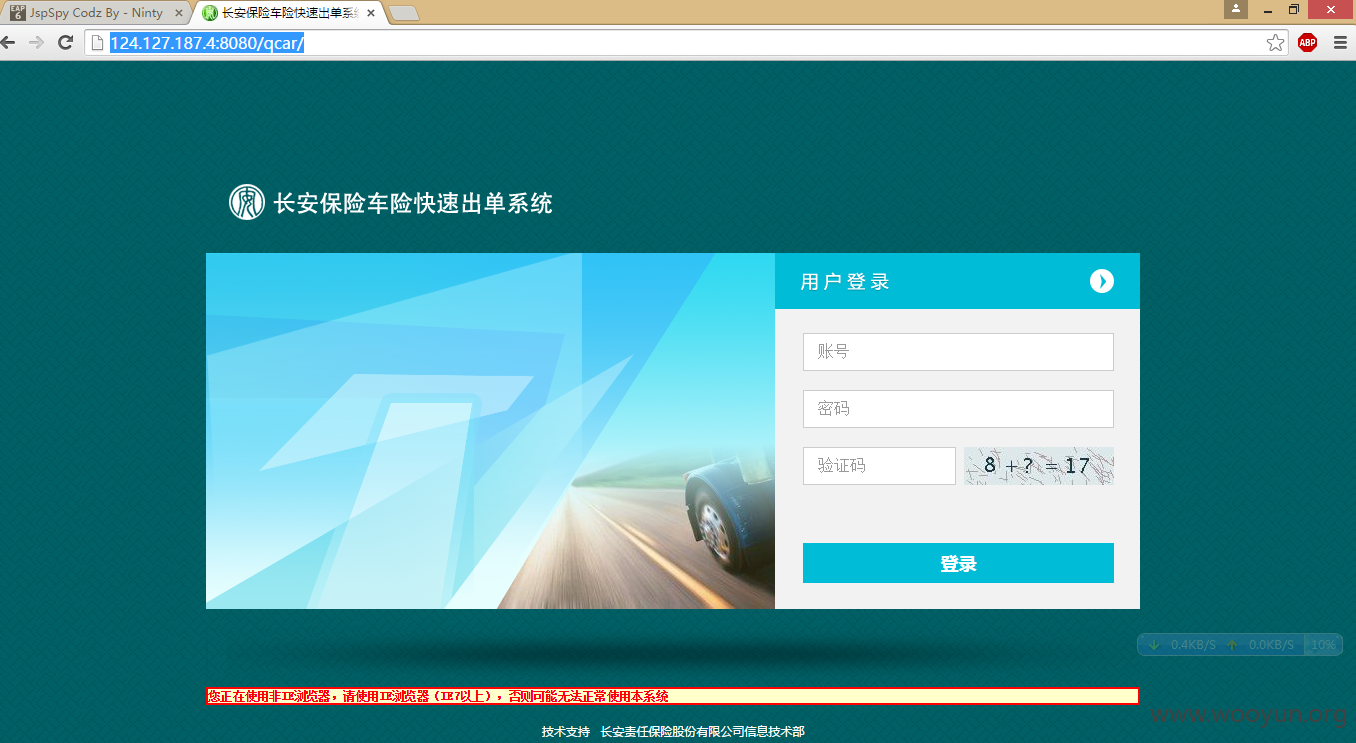 EAP
6
JspSpy Codz By - Ninty
长安保险车险快速出单系统
124.127.187.4:8080/qcar/
ABP
长安保险车险快速出单系统
用户登录
账号
密码
验证码
8 + ? = 17
登录
0.4KB/S
0.0KB/S
10%
您正在使用非IE浏览器，请使用IE浏览器（IE7以上），否则可能无法正常使用本系统
www.wooyun.org
技术支持 长安责任保险股份有限公司信息技术部